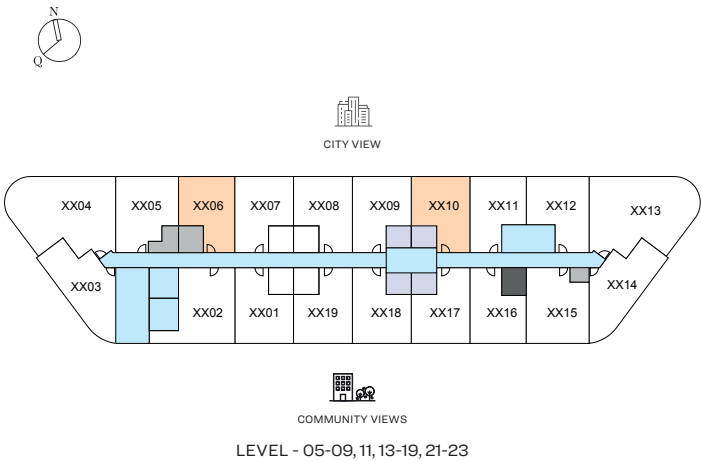 N
Q
CITY VIEW
XX04 XX05 XX06 XX07 XX08 XX09 XX10 XX11 XX12 XX13
XX03 XX14
XX02 XX01 XX19 XX18 XX17 XX16 XX15
COMMUNITY VIEWS
LEVEL - 05-09, 11, 13-19, 21-23